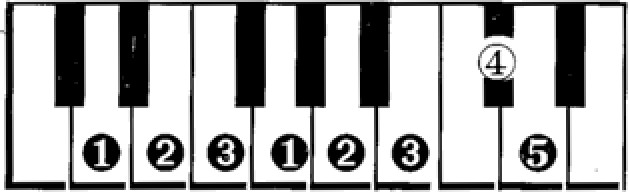 ④
❶ ❷ ❸ ❶ ❷ ❸ ❺